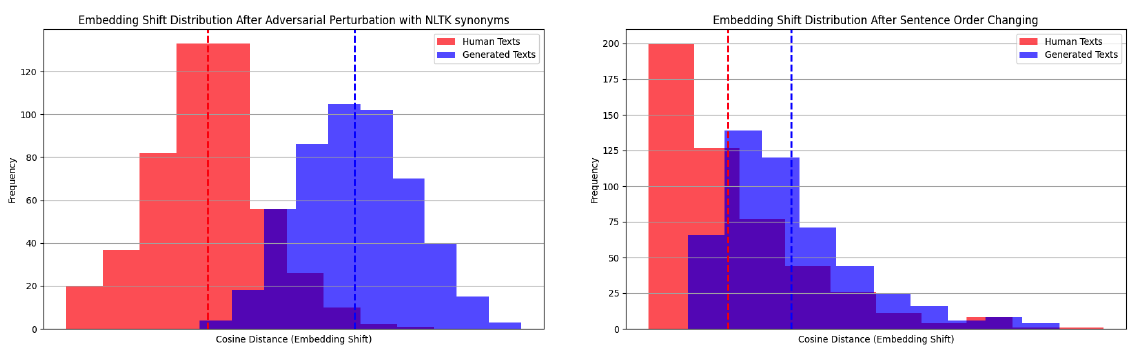 Embedding Shift Distribution After Adversarial Perturbation with NLTK synonyms
Human Texts
Generated Texts
120
100
80
60
40
20
0
Frequency
Cosine Distance (Embedding Shift)
Embedding Shift Distribution After Sentence Order Changing
Human Texts
Generated Texts
200
175
150
125
100
75
50
25
0
Frequency
Cosine Distance (Embedding Shift)